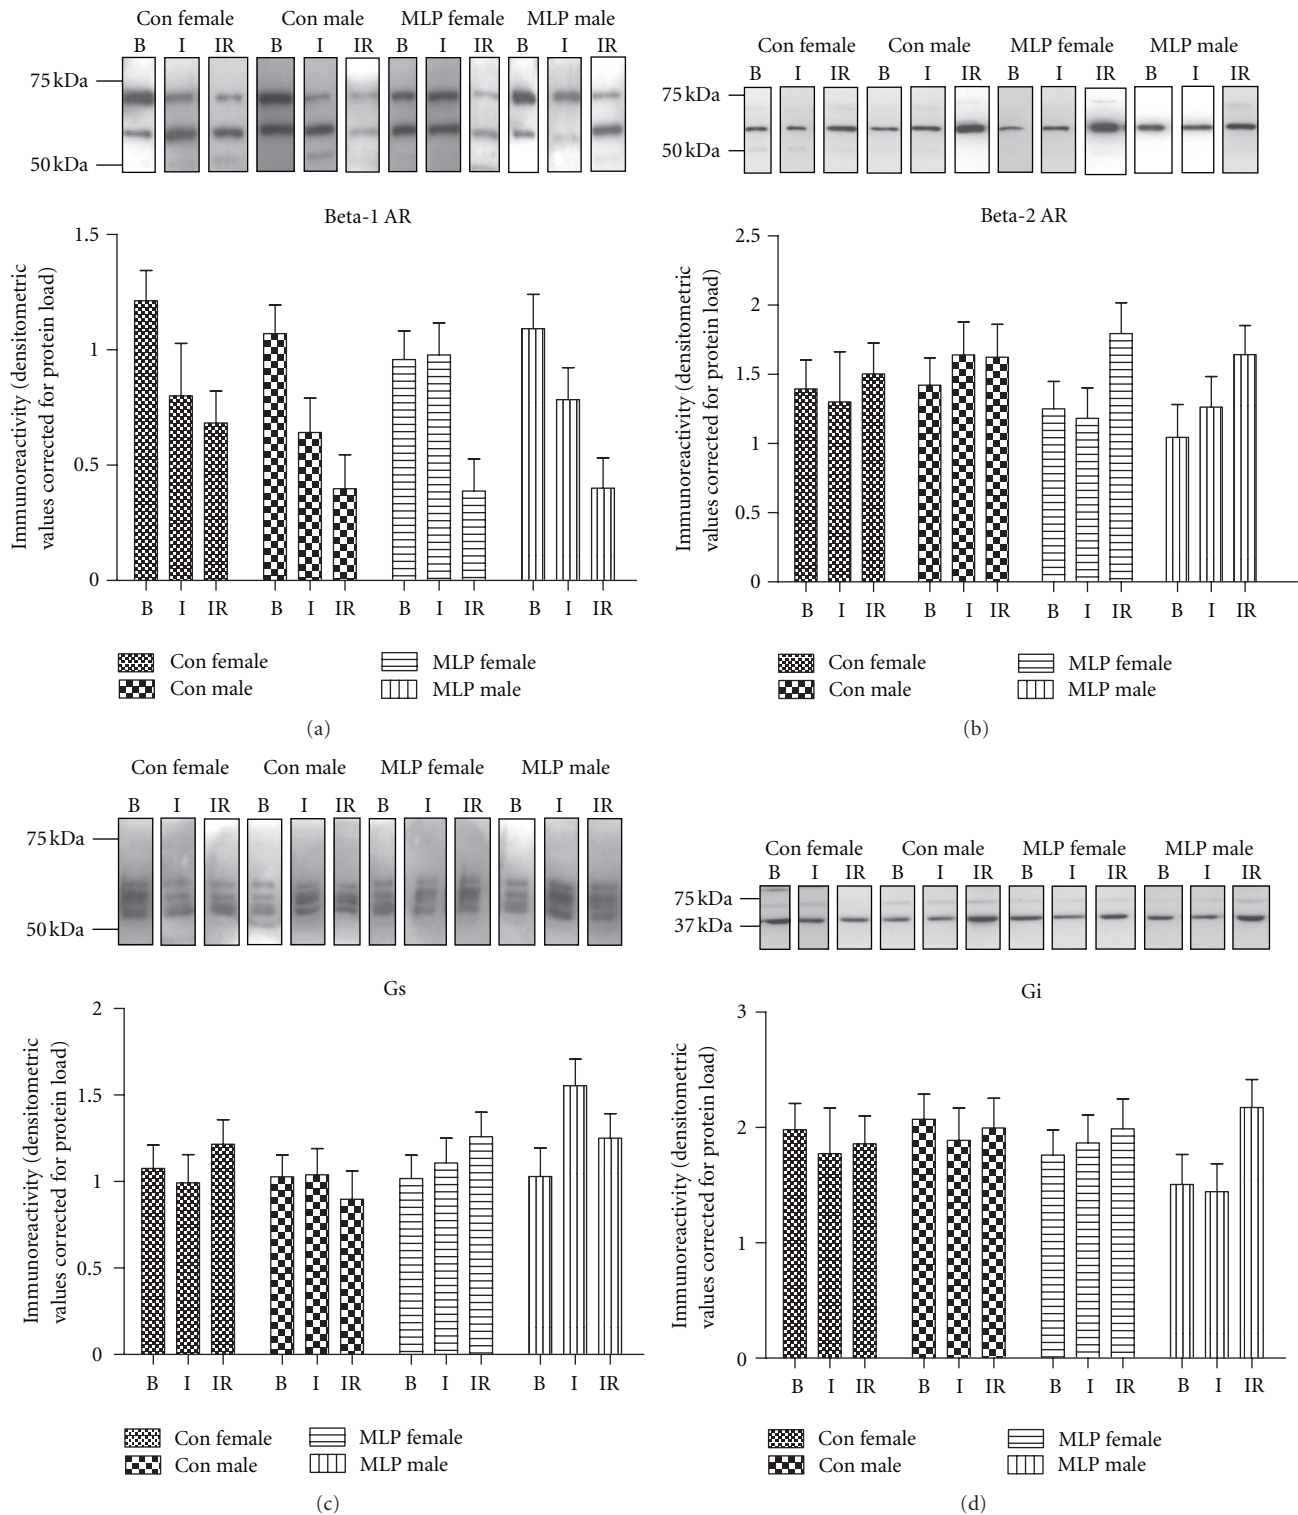 Con female Con male MLP female MLP male
B I IR B I IR B I IR B I IR
75 kDa
50 kDa
Beta-1 AR
Immunoreactivity (densitometric
values corrected for protein load)
1.5
1
0.5
0
B I IR B I IR B I IR B I IR
Con female MLP female
Con male MLP male
(a)
Con female Con male MLP female MLP male
B I IR B I IR B I IR B I IR
75 kDa
50 kDa
Beta-2 AR
Immunoreactivity (densitometric
values corrected for protein load)
2.5
2
1.5
1
0.5
0
B I IR B I IR B I IR B I IR
Con female MLP female
Con male MLP male
(b)
Con female Con male MLP female MLP male
B I IR B I IR B I IR B I IR
75 kDa
50 kDa
Gs
Immunoreactivity (densitometric
values corrected for protein load)
2
1.5
1
0.5
0
B I IR B I IR B I IR B I IR
Con female MLP female
Con male MLP male
(c)
Con female Con male MLP female MLP male
B I IR B I IR B I IR B I IR
75 kDa
37 kDa
Gi
Immunoreactivity (densitometric
values corrected for protein load)
3
2
1
0
B I IR B I IR B I IR B I IR
Con female MLP female
Con male MLP male
(d)